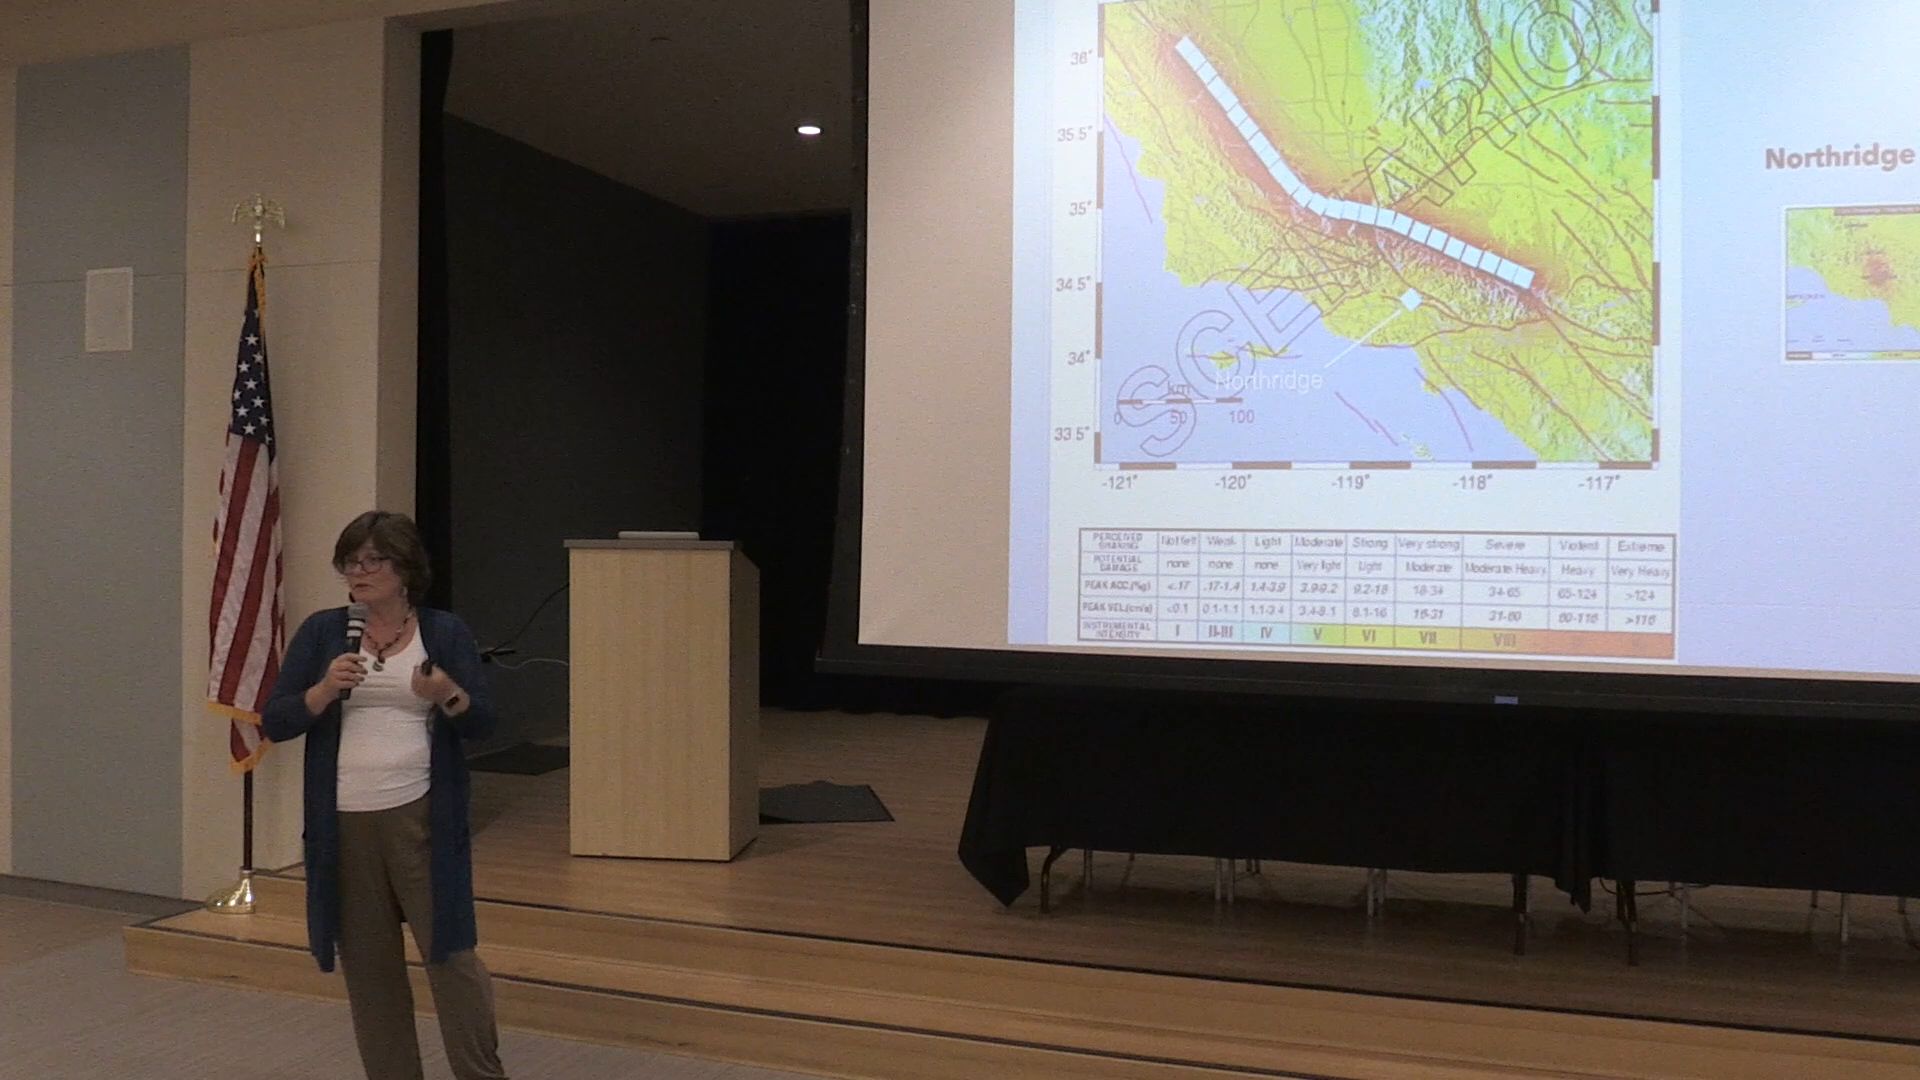 36°
35.5°
35°
34.5°
34°
33.5°
SCENARIO
Northridge
km
0 50 100
-121° -120° -119° -118° -117°
Northridge
PERCEIVED SHAKING Not felt Weak Light Moderate Strong Very strong Severe Violent Extreme
POTENTIAL DAMAGE none none none Very light Light Moderate Moderate/Heavy Heavy Very Heavy
PEAK ACC.(%g) <.17 .17-1.4 1.4-3.9 3.9-9.2 9.2-18 18-34 34-65 65-124 >124
PEAK VEL.(cm/s) <0.1 0.1-1.1 1.1-3.4 3.4-8.1 8.1-16 16-31 31-60 60-116 >116
INSTRUMENTAL INTENSITY I II-III IV V VI VII VIII